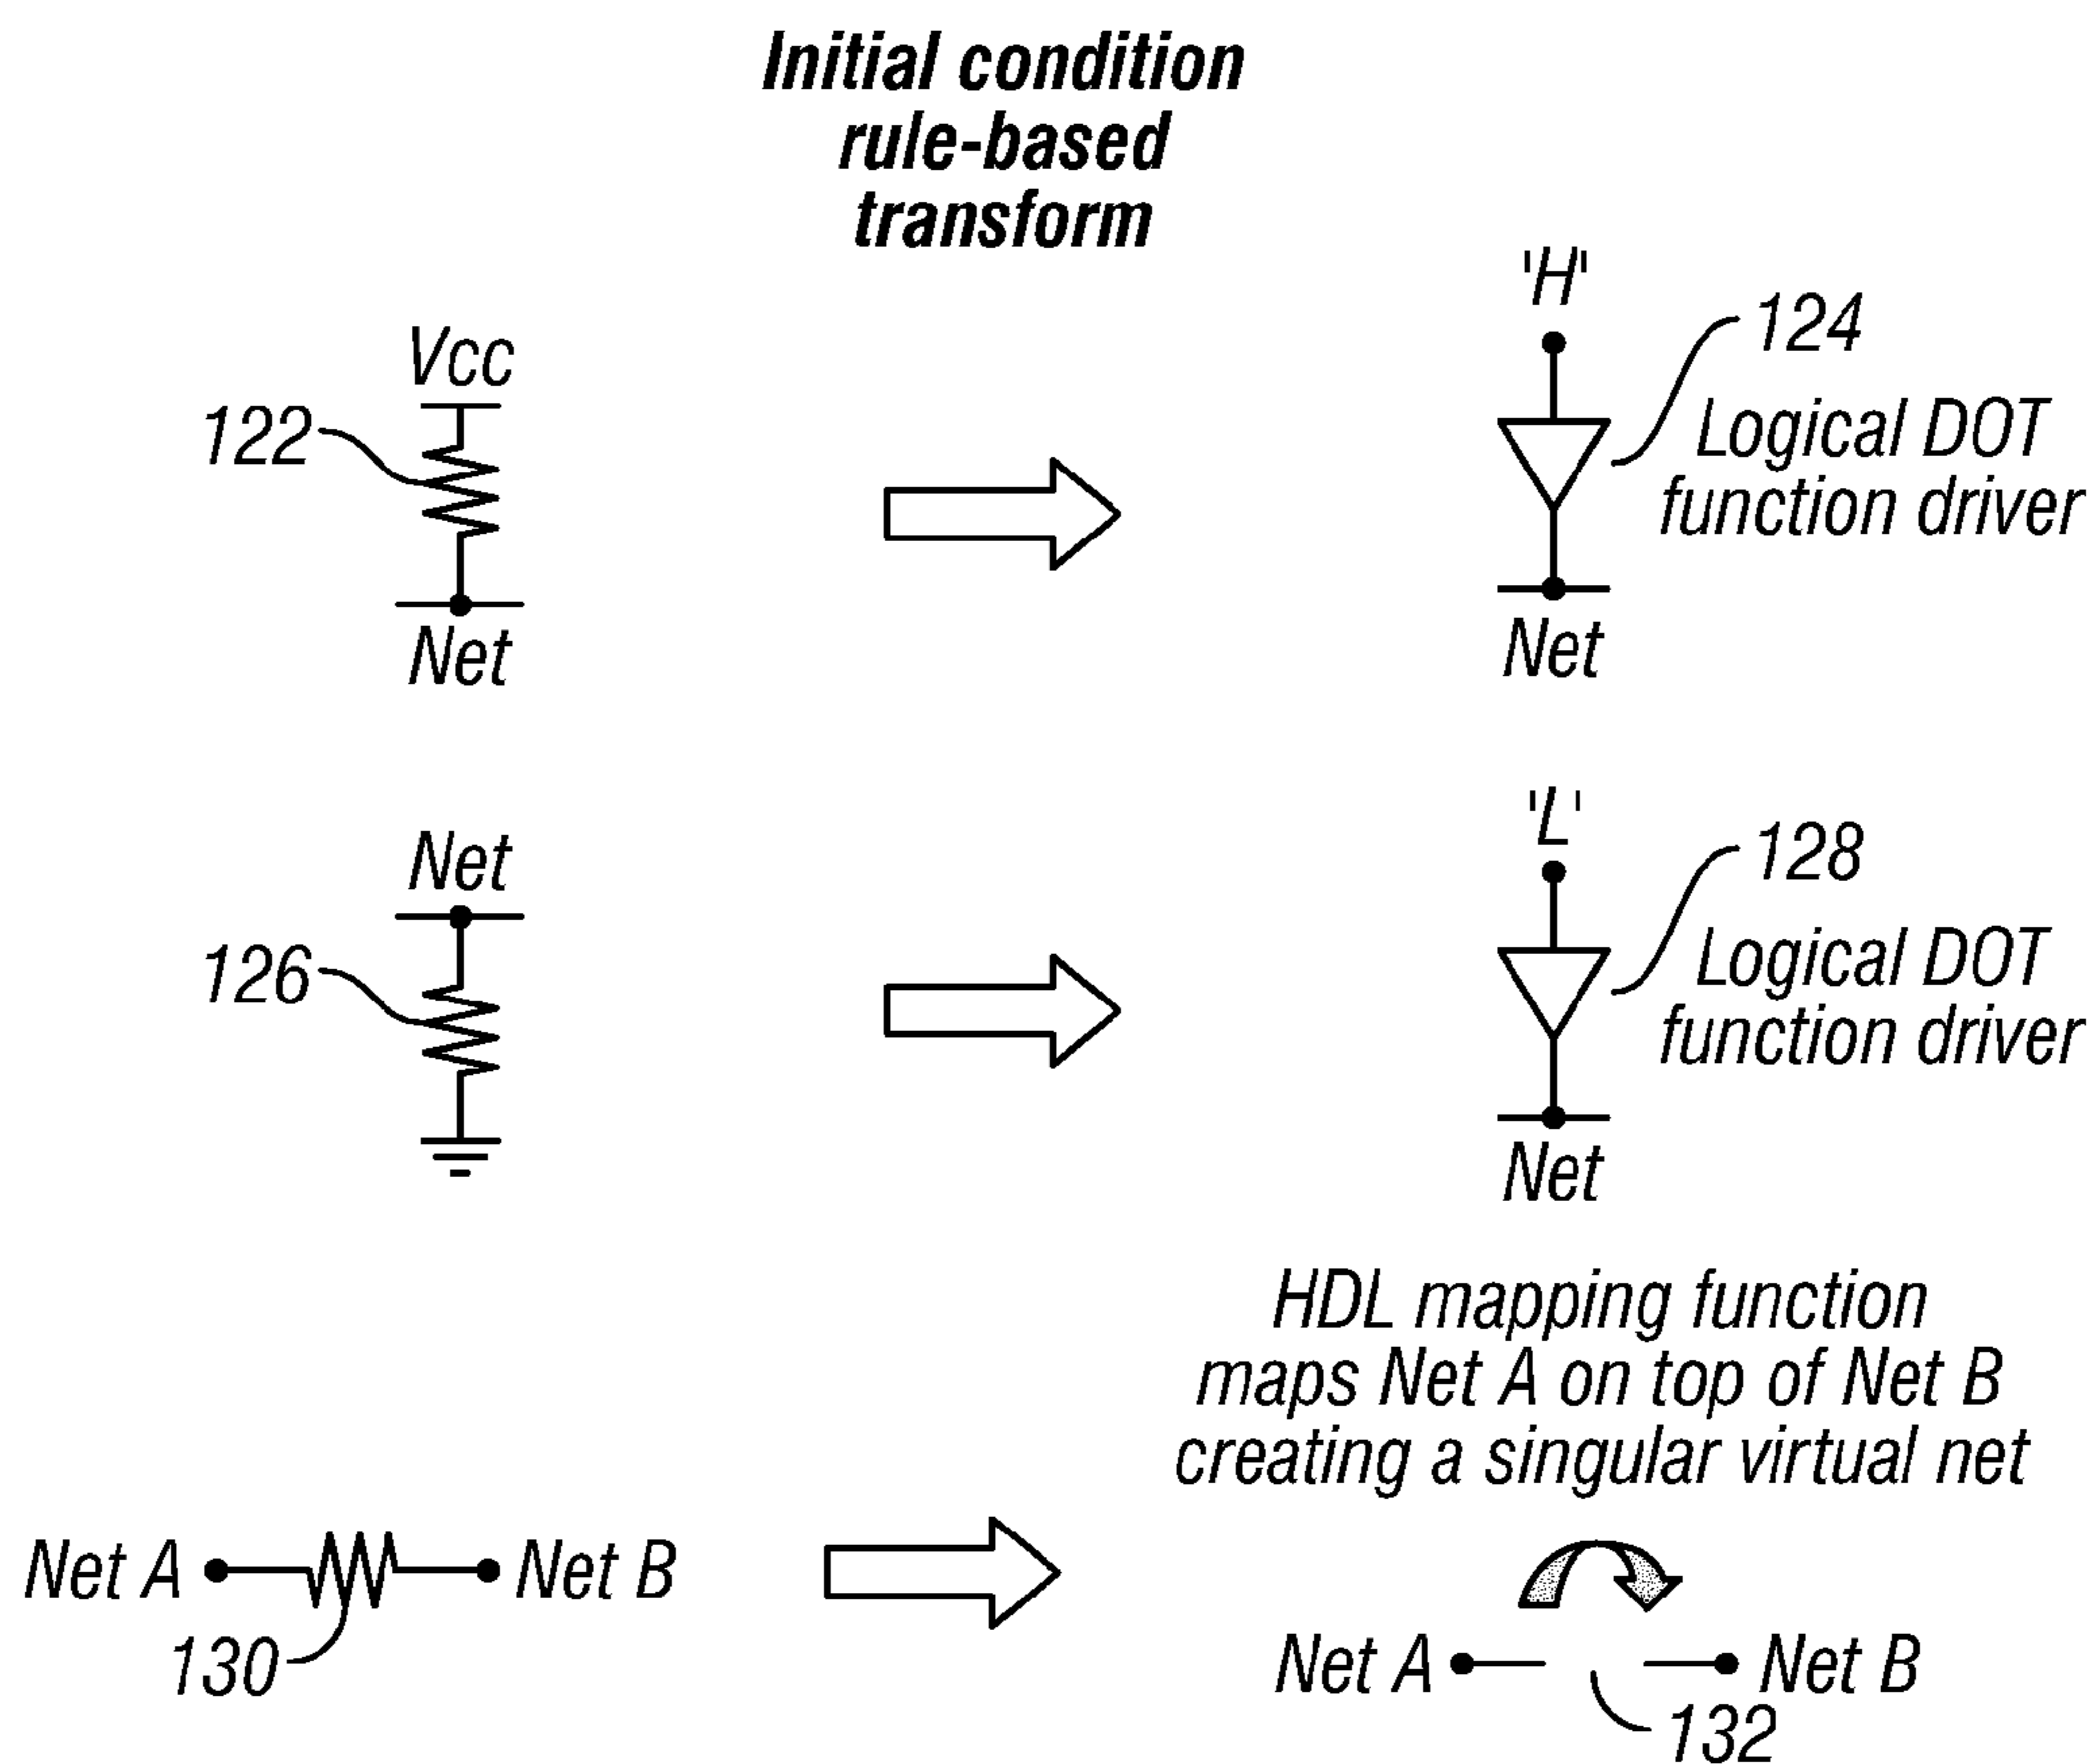 Initial condition
rule-based
transform
Vcc
122
Net
'H'
124
Logical DOT
function driver
Net
Net
126
'L'
128
Logical DOT
function driver
Net
HDL mapping function
maps Net A on top of Net B
creating a singular virtual net
Net A
Net B
130
Net A
Net B
132